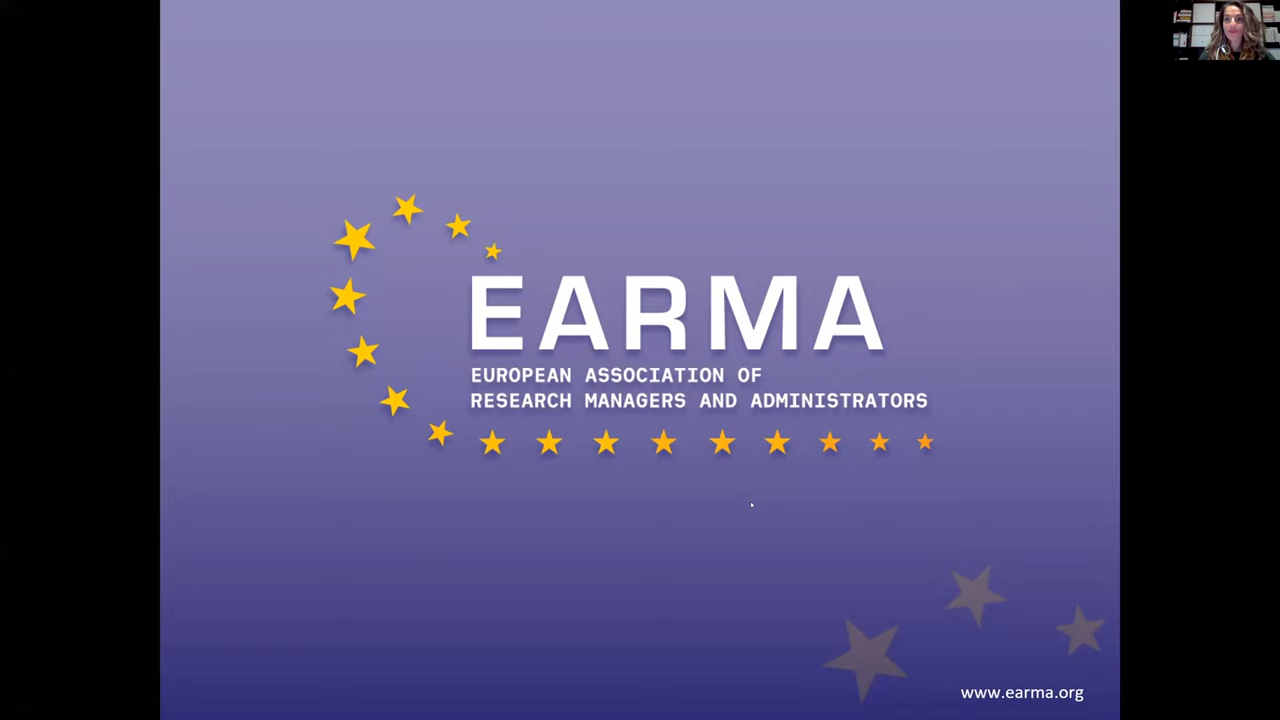 EARMA
EUROPEAN ASSOCIATION OF
RESEARCH MANAGERS AND ADMINISTRATORS
www.earma.org